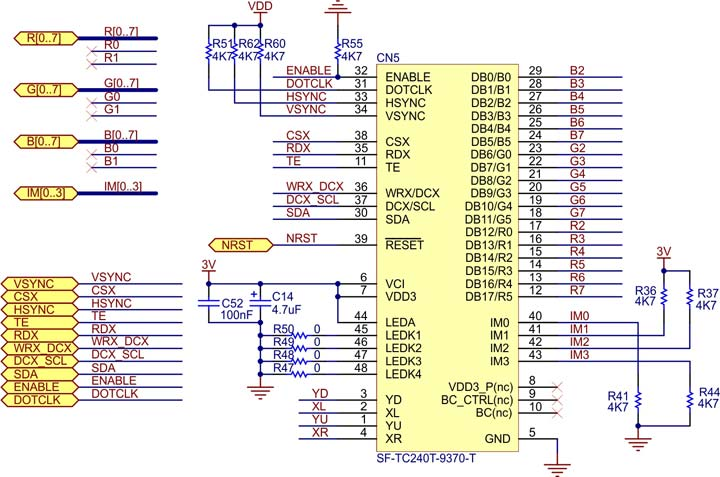 VDD
R[0..7] R[0..7]
R0
R1
G[0..7] G[0..7]
G0
G1
B[0..7] B[0..7]
B0
B1
IM[0..3] IM[0..3]
R51 R62 R60 R55
4K7 4K7 4K7 4K7
CN5
ENABLE 32 ENABLE DB0/B0 29 B2
DOTCLK 31 DOTCLK DB1/B1 28 B3
HSYNC 33 HSYNC DB2/B2 27 B4
VSYNC 34 VSYNC DB3/B3 26 B5
DB4/B4 25 B6
CSX 38 CSX DB5/B5 24 B7
RDX 35 RDX DB6/G0 23 G2
TE 11 TE DB7/G1 22 G3
DB8/G2 21 G4
WRX_DCX 36 WRX/DCX DB9/G3 20 G5
DCX_SCL 37 DCX/SCL DB10/G4 19 G6
SDA 30 SDA DB11/G5 18 G7
DB12/R0 17 R2
NRST NRST 39 RESET DB13/R1 16 R3
DB14/R2 15 R4
DB15/R3 14 R5
3V 6 VCI DB16/R4 13 R6
7 VDD3 DB17/R5 12 R7
C52 100nF
C14 4.7uF
3V
R36 4K7
R37 4K7
44 LEDA IM0 40 IM0
R50 0 45 LEDK1 IM1 41 IM1
R49 0 46 LEDK2 IM2 42 IM2
R48 0 47 LEDK3 IM3 43 IM3
R47 0 48 LEDK4
VDD3_P(nc) 8
YD 3 YD BC_CTRL(nc) 9
XL 2 XL BC(nc) 10
YU 1 YU
XR 4 XR GND 5
R41 4K7
R44 4K7
SF-TC240T-9370-T
VSYNC VSYNC
CSX CSX
HSYNC HSYNC
TE TE
RDX RDX
WRX_DCX WRX_DCX
DCX_SCL DCX_SCL
SDA SDA
ENABLE ENABLE
DOTCLK DOTCLK